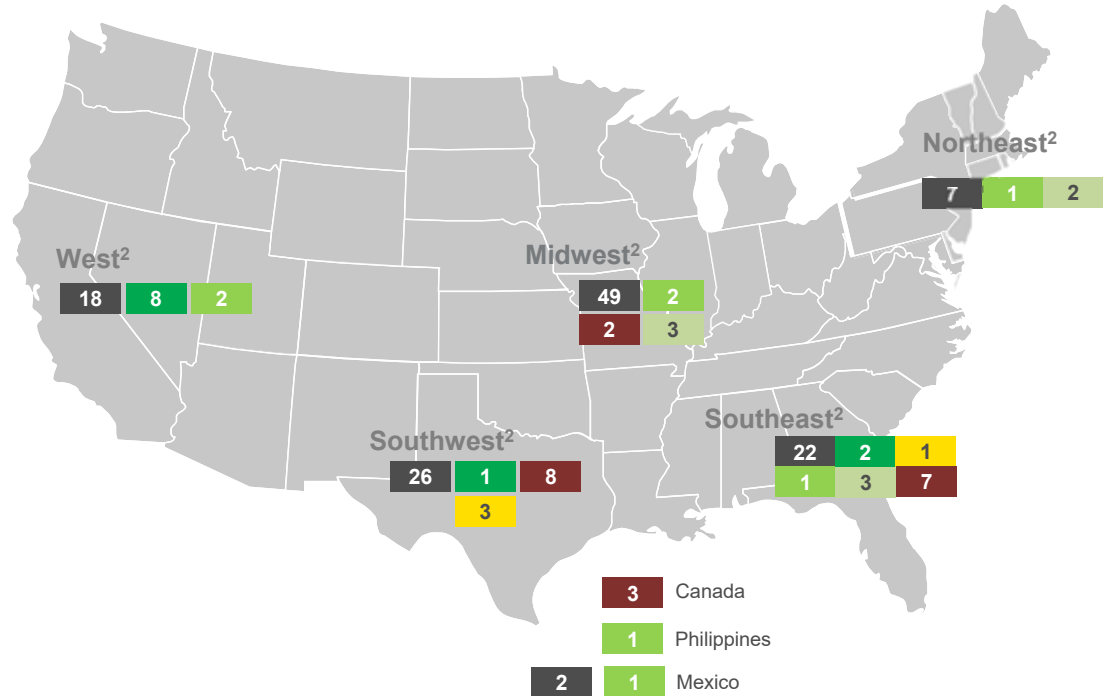 Northeast²
7 1 2
West²
18 8 2
Midwest²
49 2
2 3
Southeast²
22 2 1
1 3 7
Southwest²
26 1 8
3
3 Canada
1 Philippines
2 1 Mexico